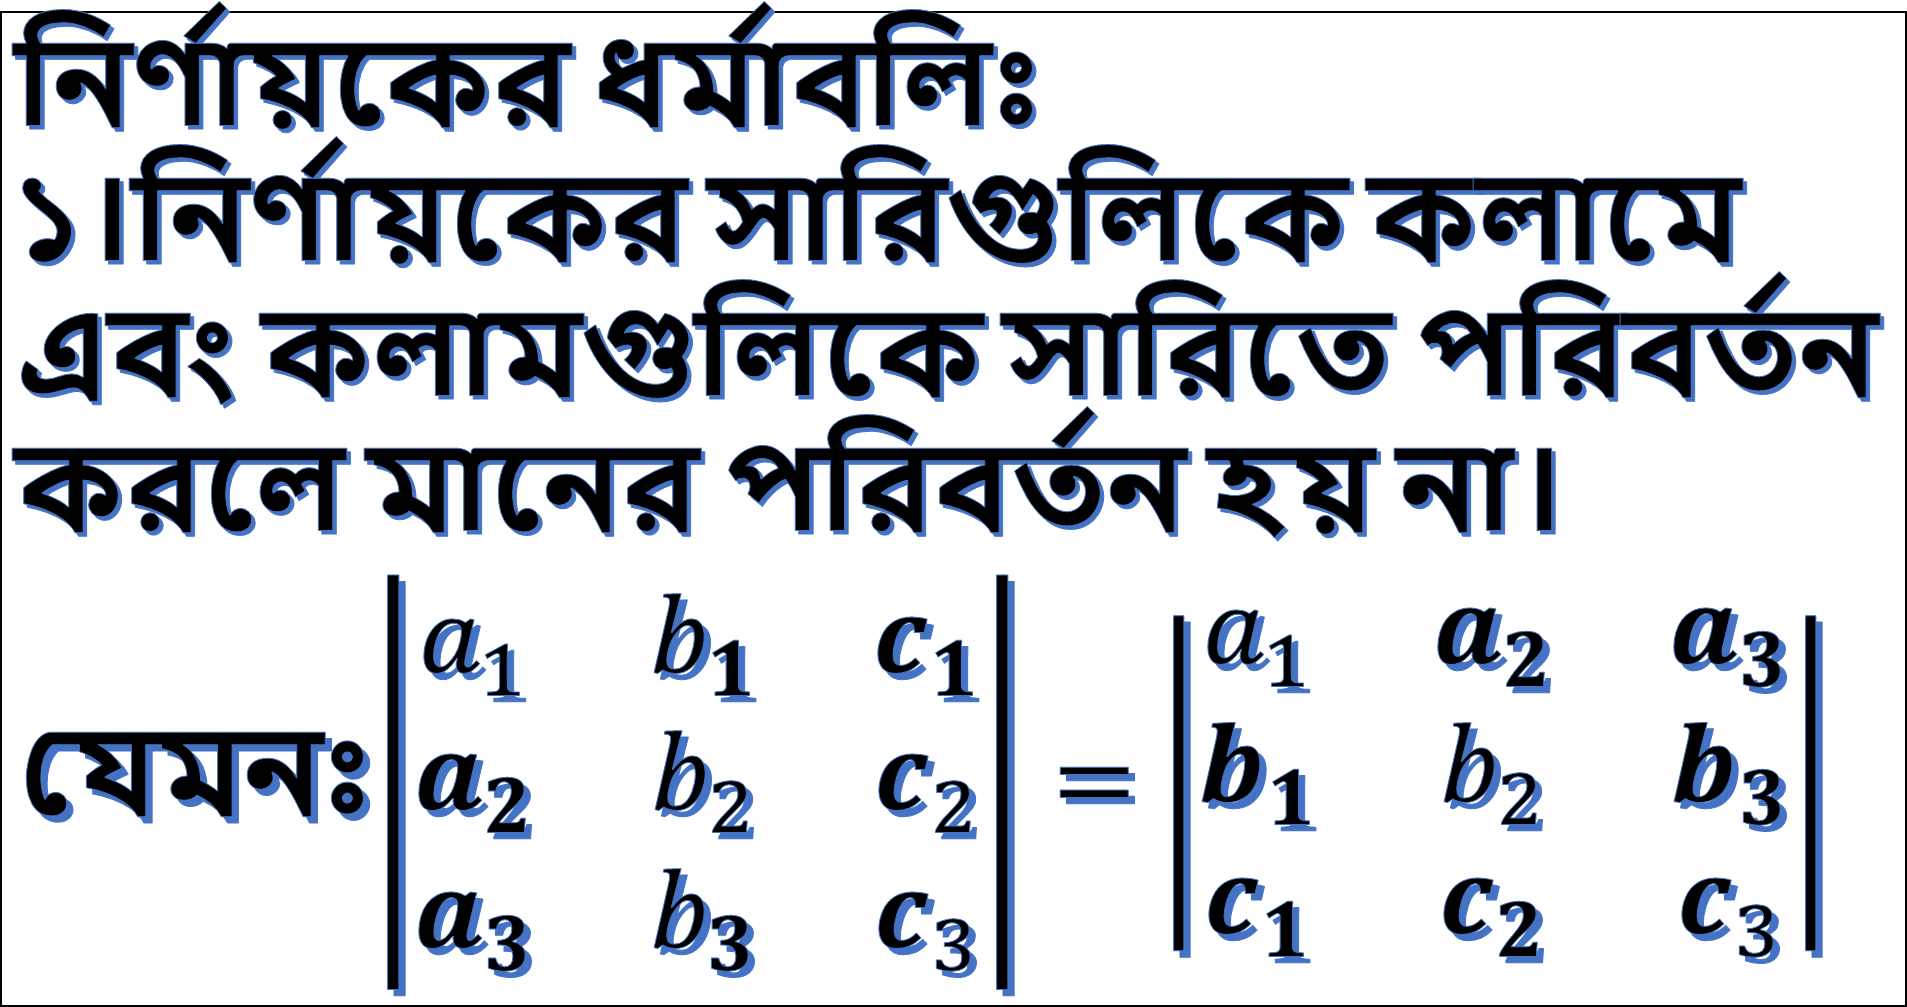 নির্ণায়কের ধর্মাবলিঃ
১।নির্ণায়কের সারিগুলিকে কলামে
এবং কলামগুলিকে সারিতে পরিবর্তন
করলে মানের পরিবর্তন হয় না।
যেমনঃ | a₁ b₁ c₁ | = | a₁ a₂ a₃ |
| a₂ b₂ c₂ | | b₁ b₂ b₃ |
| a₃ b₃ c₃ | | c₁ c₂ c₃ |